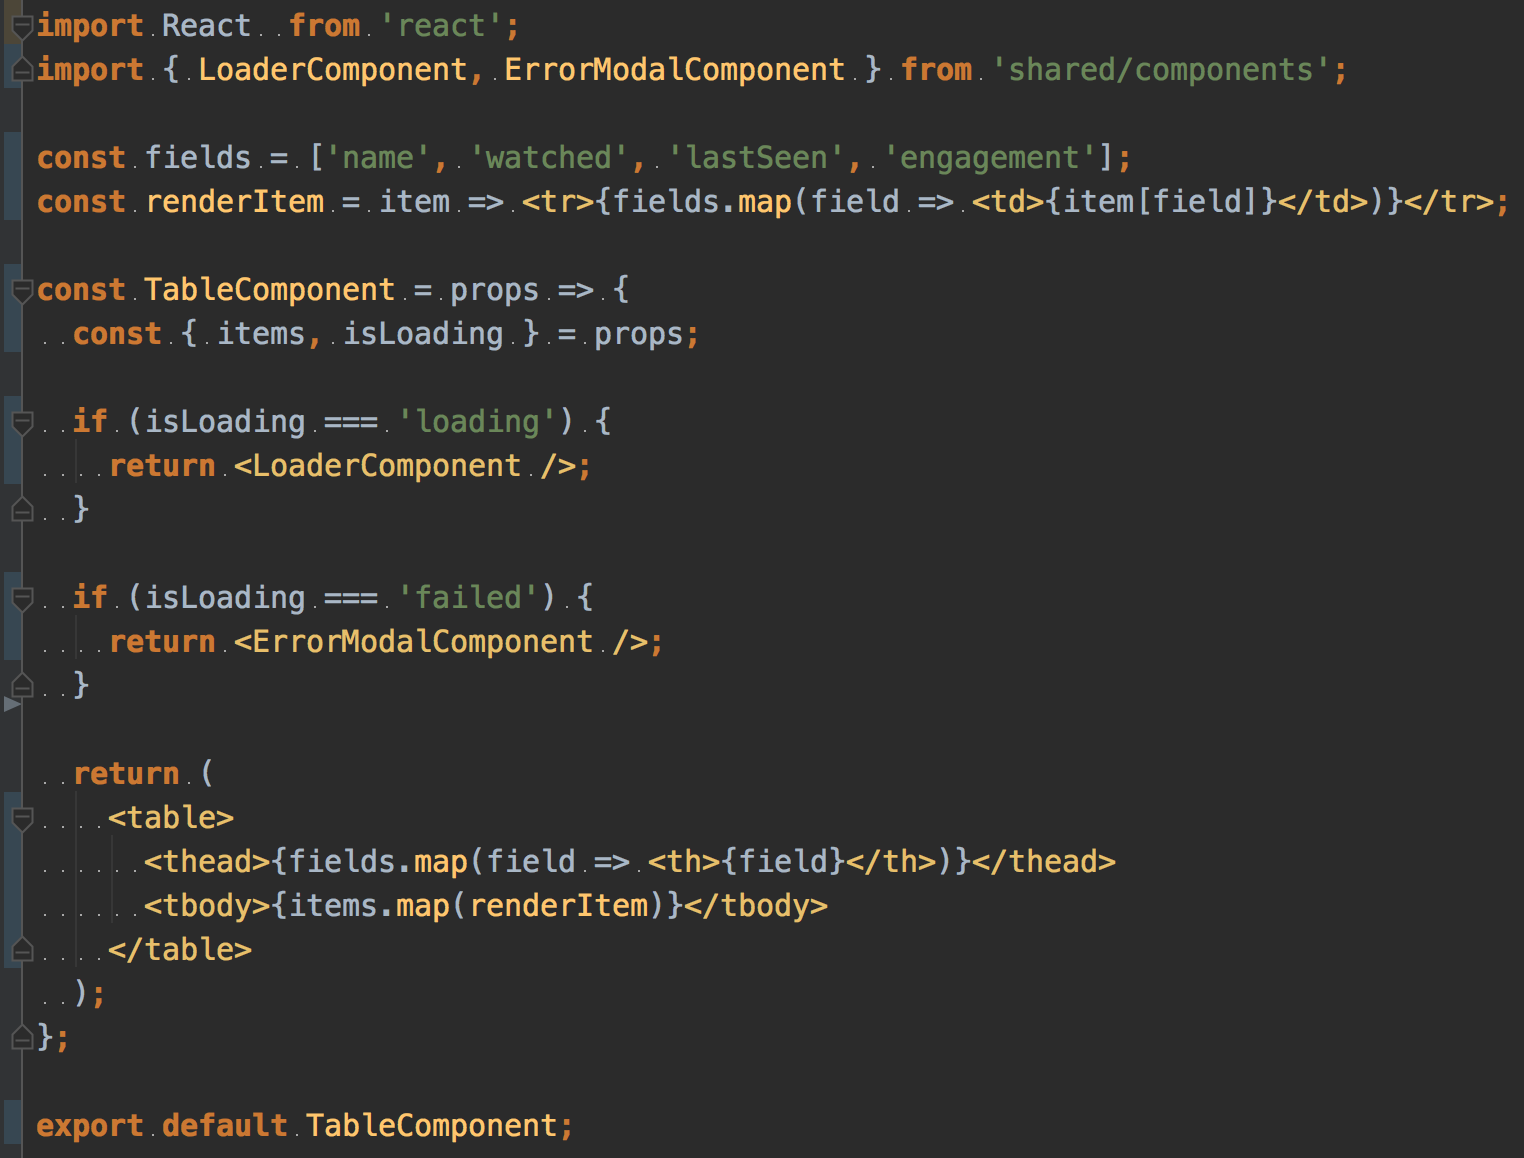 import React  from 'react';
import { LoaderComponent, ErrorModalComponent } from 'shared/components';

const fields = ['name', 'watched', 'lastSeen', 'engagement'];
const renderItem = item => <tr>{fields.map(field => <td>{item[field]}</td>)}</tr>;

const TableComponent = props => {
  const { items, isLoading } = props;

  if (isLoading === 'loading') {
    return <LoaderComponent />;
  }

  if (isLoading === 'failed') {
    return <ErrorModalComponent />;
  }

  return (
    <table>
      <thead>{fields.map(field => <th>{field}</th>)}</thead>
      <tbody>{items.map(renderItem)}</tbody>
    </table>
  );
};

export default TableComponent;